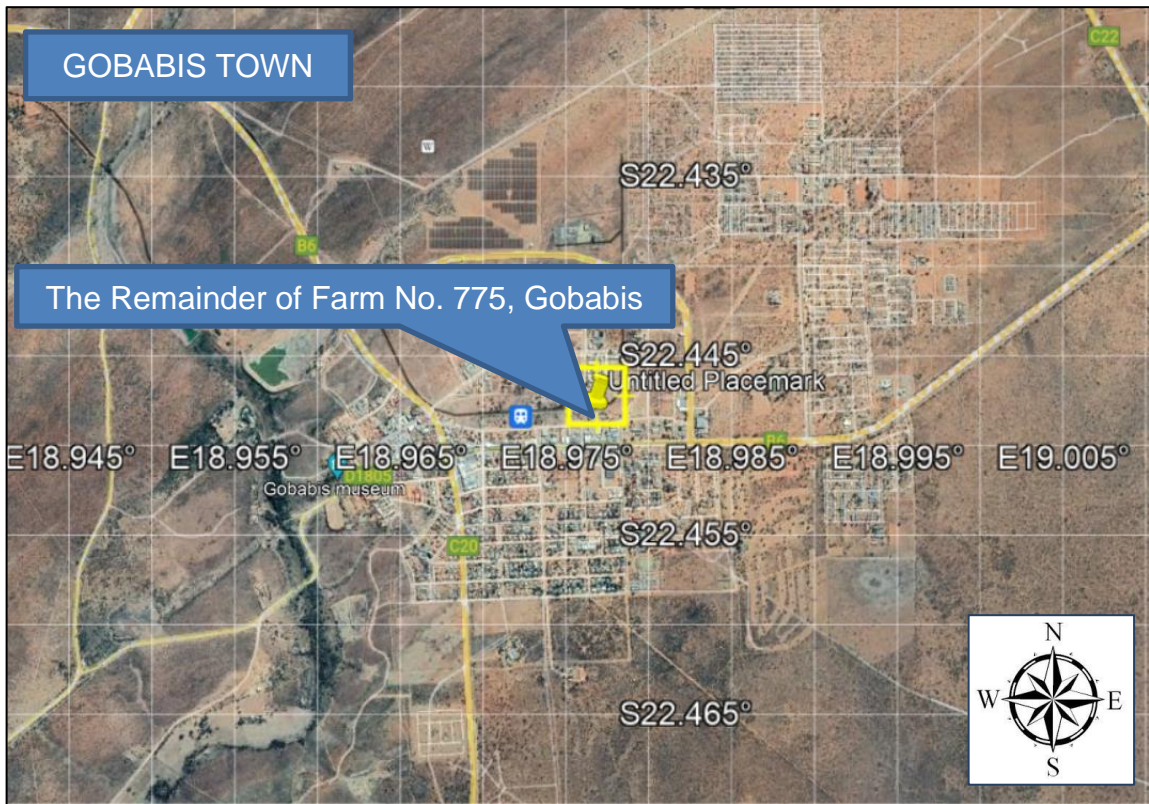 C22
GOBABIS TOWN
W
S22.435°
B6
The Remainder of Farm No. 775, Gobabis
S22.445°
Untitled Placemark
B6
E18.945° E18.955° E18.965° E18.975° E18.985° E18.995° E19.005°
D1805
Gobabis museum
S22.455°
C20
N
W E
S
S22.465°